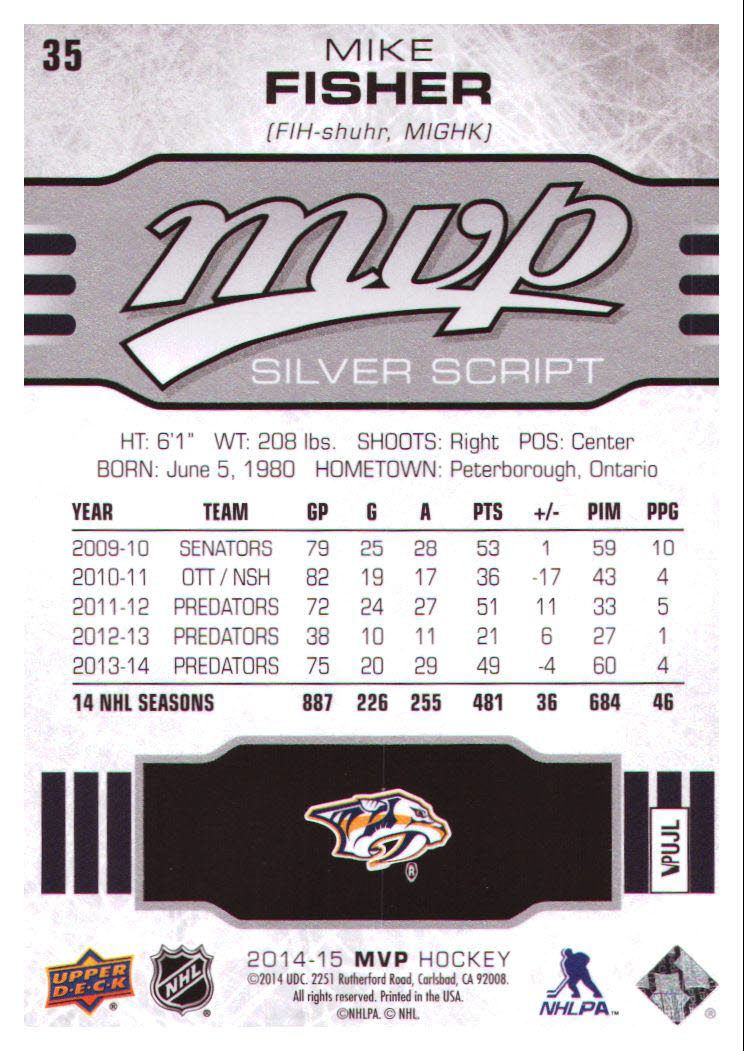 35
MIKE
FISHER
(FIH-shuhr, MIGHK)
mvp
SILVER SCRIPT
HT: 6'1" WT: 208 lbs. SHOOTS: Right POS: Center
BORN: June 5, 1980 HOMETOWN: Peterborough, Ontario
YEAR TEAM GP G A PTS +/- PIM PPG
2009-10 SENATORS 79 25 28 53 1 59 10
2010-11 OTT / NSH 82 19 17 36 -17 43 4
2011-12 PREDATORS 72 24 27 51 11 33 5
2012-13 PREDATORS 38 10 11 21 6 27 1
2013-14 PREDATORS 75 20 29 49 -4 60 4
14 NHL SEASONS 887 226 255 481 36 684 46
®
VPUJL
UPPER
D·E·C·K
®
NHL
®
2014-15 MVP HOCKEY
©2014 UDC. 2251 Rutherford Road, Carlsbad, CA 92008.
All rights reserved. Printed in the USA.
©NHLPA. © NHL.
NHLPA™
®